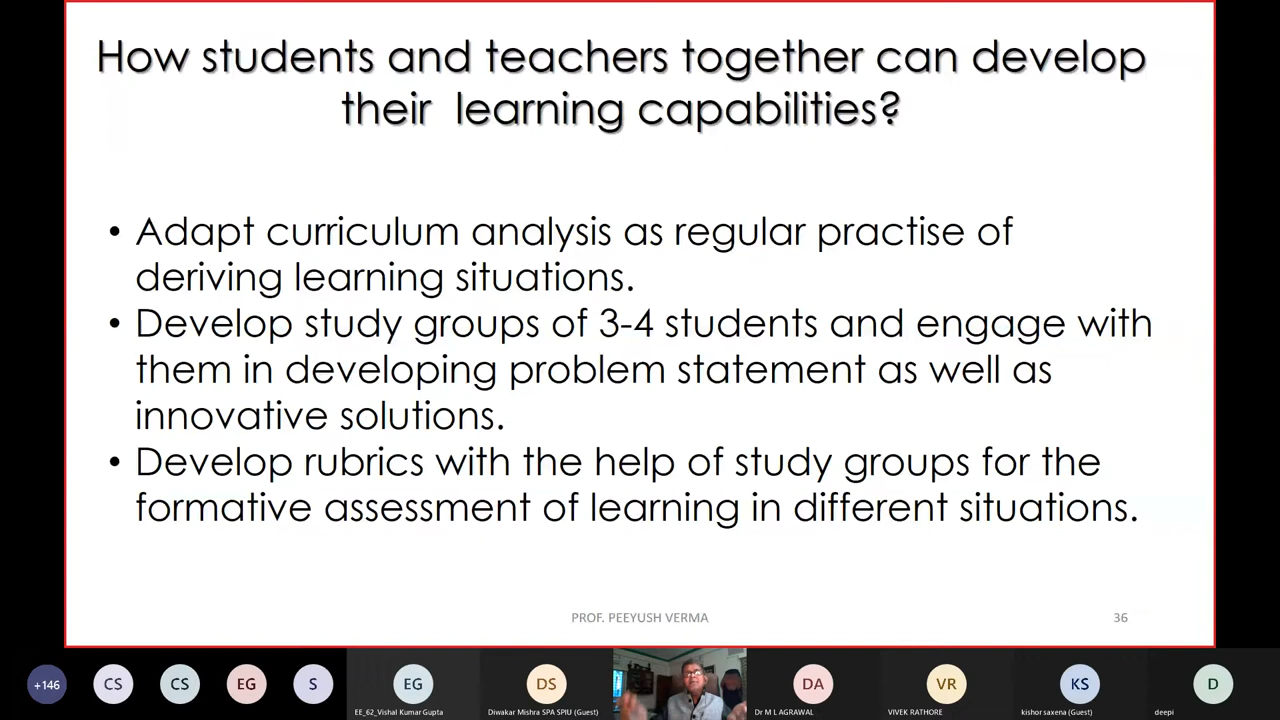 How students and teachers together can develop
their learning capabilities?
• Adapt curriculum analysis as regular practise of
deriving learning situations.
• Develop study groups of 3-4 students and engage with
them in developing problem statement as well as
innovative solutions.
• Develop rubrics with the help of study groups for the
formative assessment of learning in different situations.
PROF. PEEYUSH VERMA
36
+146
CS
CS
EG
S
EG
DS
DA
VR
KS
D
EE_62_Vishal Kumar Gupta
Diwakar Mishra SPA SPIU (Guest)
Dr M L AGRAWAL
VIVEK RATHORE
kishor saxena (Guest)
deepi